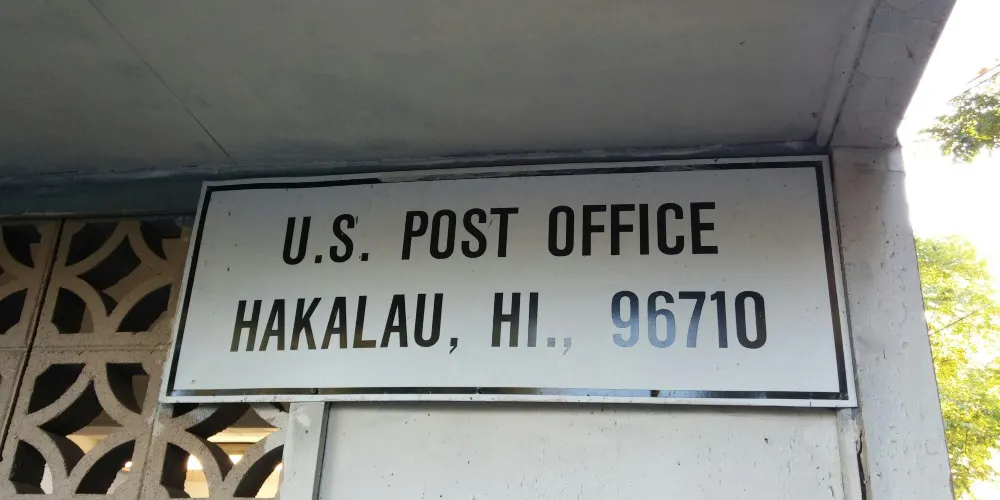 U.S. POST OFFICE
HAKALAU, HI., 96710